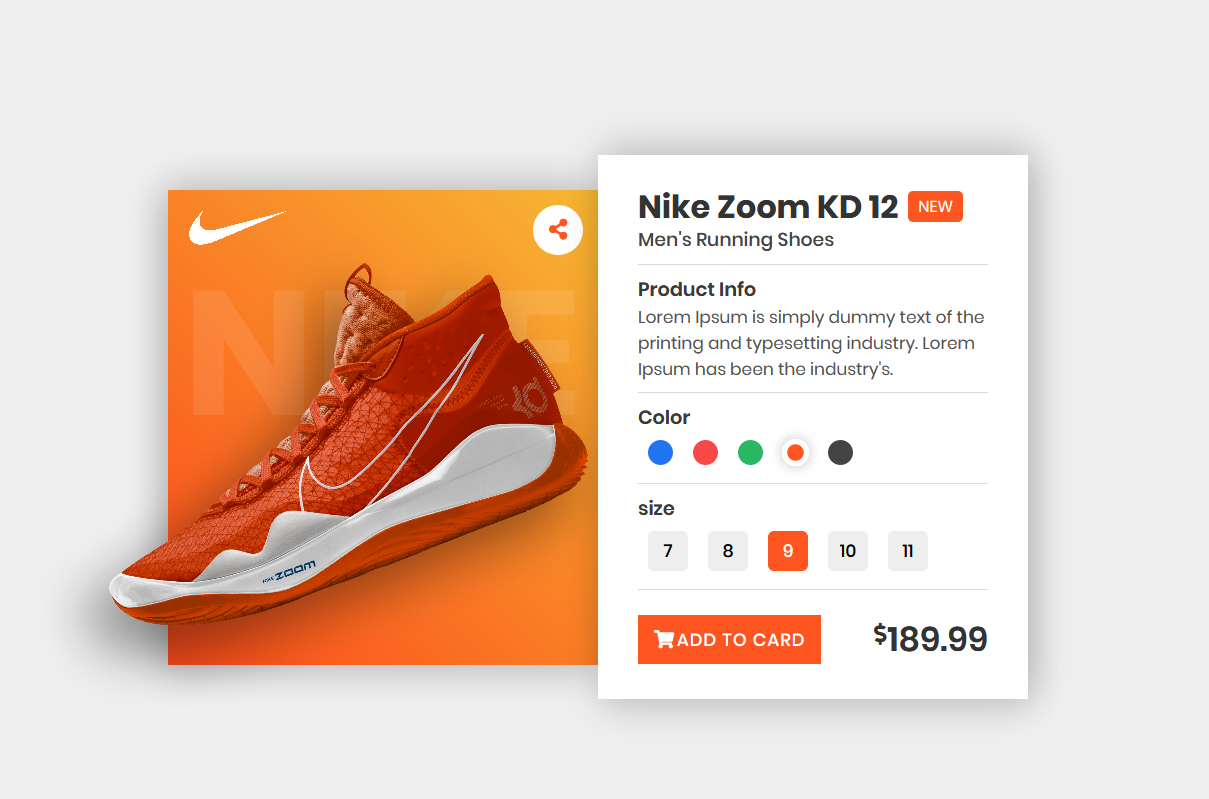 NIKE
NIKE ZOOM
Nike Zoom KD 12 NEW
Men's Running Shoes
Product Info
Lorem Ipsum is simply dummy text of the
printing and typesetting industry. Lorem
Ipsum has been the industry's.
Color
size
7 8 9 10 11
ADD TO CARD $189.99